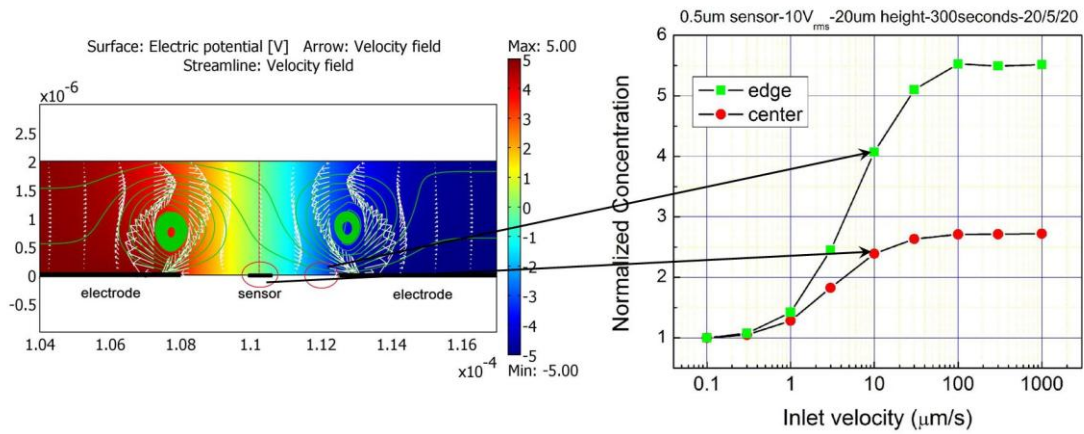 Surface: Electric potential [V] Arrow: Velocity field
Streamline: Velocity field
Max: 5.00
x10⁻⁶
2.5
2
1.5
1
0.5
0
-0.5
electrode
sensor
electrode
1.04
1.06
1.08
1.1
1.12
1.14
1.16
x10⁻⁴
5
4
3
2
1
0
-1
-2
-3
-4
-5
Min: -5.00
0.5um sensor-10Vrms-20um height-300seconds-20/5/20
Normalized Concentration
6
5
4
3
2
1
0
edge
center
0.1
1
10
100
1000
Inlet velocity (μm/s)